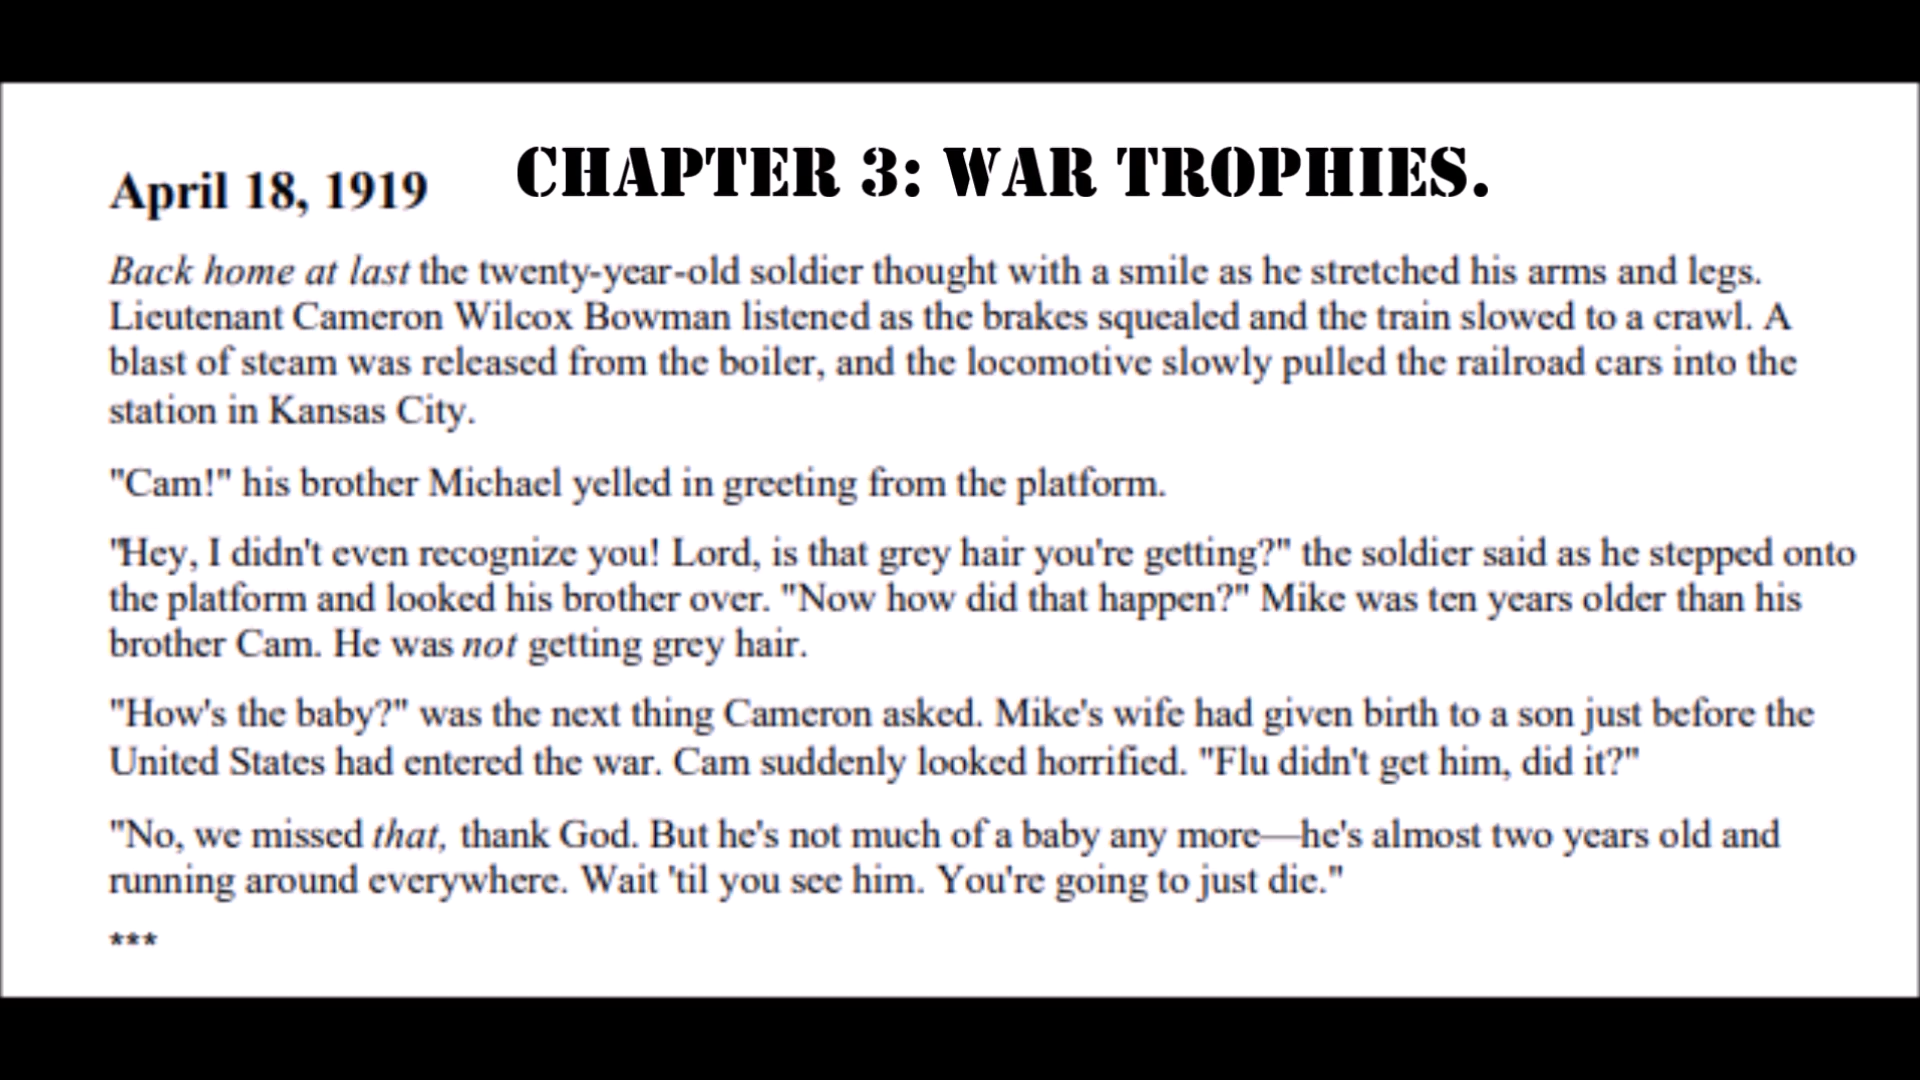 April 18, 1919 CHAPTER 3: WAR TROPHIES.
Back home at last the twenty-year-old soldier thought with a smile as he stretched his arms and legs.
Lieutenant Cameron Wilcox Bowman listened as the brakes squealed and the train slowed to a crawl. A
blast of steam was released from the boiler, and the locomotive slowly pulled the railroad cars into the
station in Kansas City.
"Cam!" his brother Michael yelled in greeting from the platform.
"Hey, I didn't even recognize you! Lord, is that grey hair you're getting?" the soldier said as he stepped onto
the platform and looked his brother over. "Now how did that happen?" Mike was ten years older than his
brother Cam. He was not getting grey hair.
"How's the baby?" was the next thing Cameron asked. Mike's wife had given birth to a son just before the
United States had entered the war. Cam suddenly looked horrified. "Flu didn't get him, did it?"
"No, we missed that, thank God. But he's not much of a baby any more—he's almost two years old and
running around everywhere. Wait 'til you see him. You're going to just die."
***